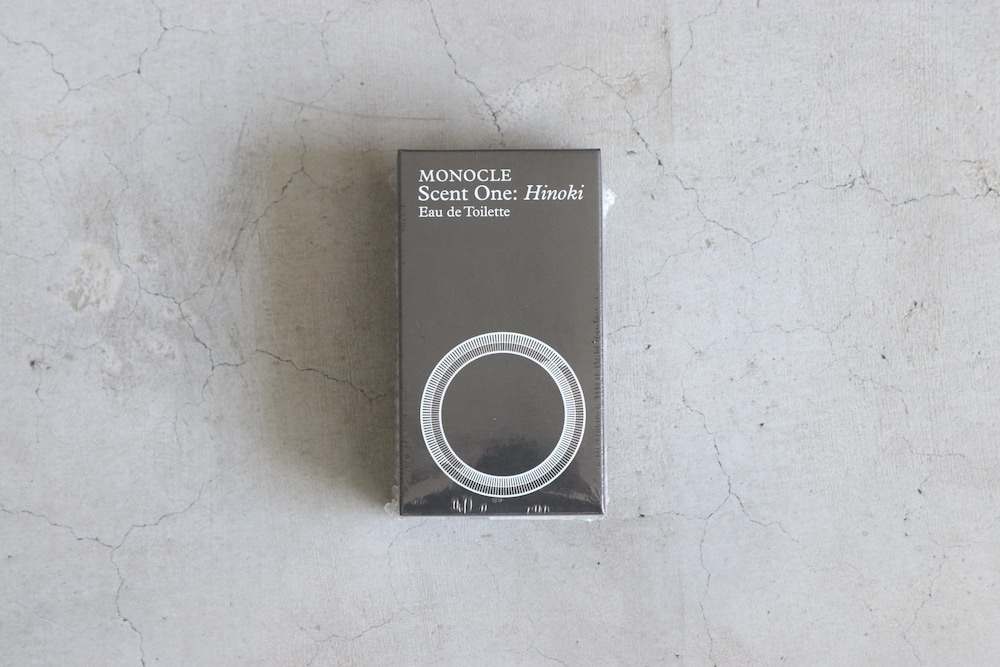 MONOCLE
Scent One: Hinoki
Eau de Toilette